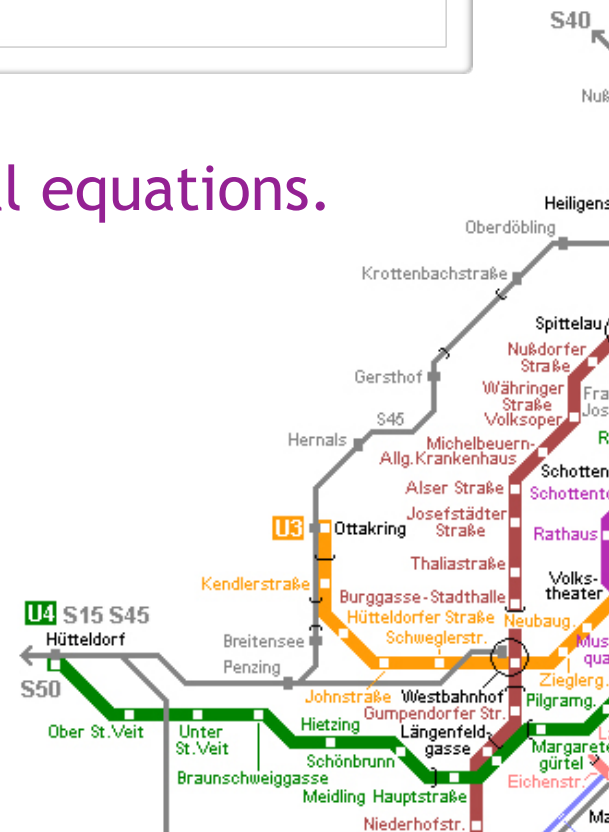 S40
l equations.
Heiligens
Oberdöbling
Krottenbachstraße
Spittelau
Nußdorfer
Straße
Gersthof
Währinger
Straße
Volksoper
S45
Hernals
Michelbeuern-
Allg.Krankenhaus
Schotten
Alser Straße
Schottent
Josefstädter
Straße
U3 Ottakring
Rathaus
Thaliastraße
Volks-
theater
Kendlerstraße
Burggasse-Stadthalle
Hütteldorfer Straße
Neubaug.
U4 S15 S45
Hütteldorf
Breitensee
Schweglerstr.
Penzing
Zieglerg.
S50
Johnstraße
Westbahnhof
Pilgramg.
Gumpendorfer Str.
Ober St.Veit
Unter
St.Veit
Hietzing
Längenfeld-
gasse
Schönbrunn
Margarete
gürtel
Braunschweiggasse
Eichenstr.
Meidling Hauptstraße
Niederhofstr.